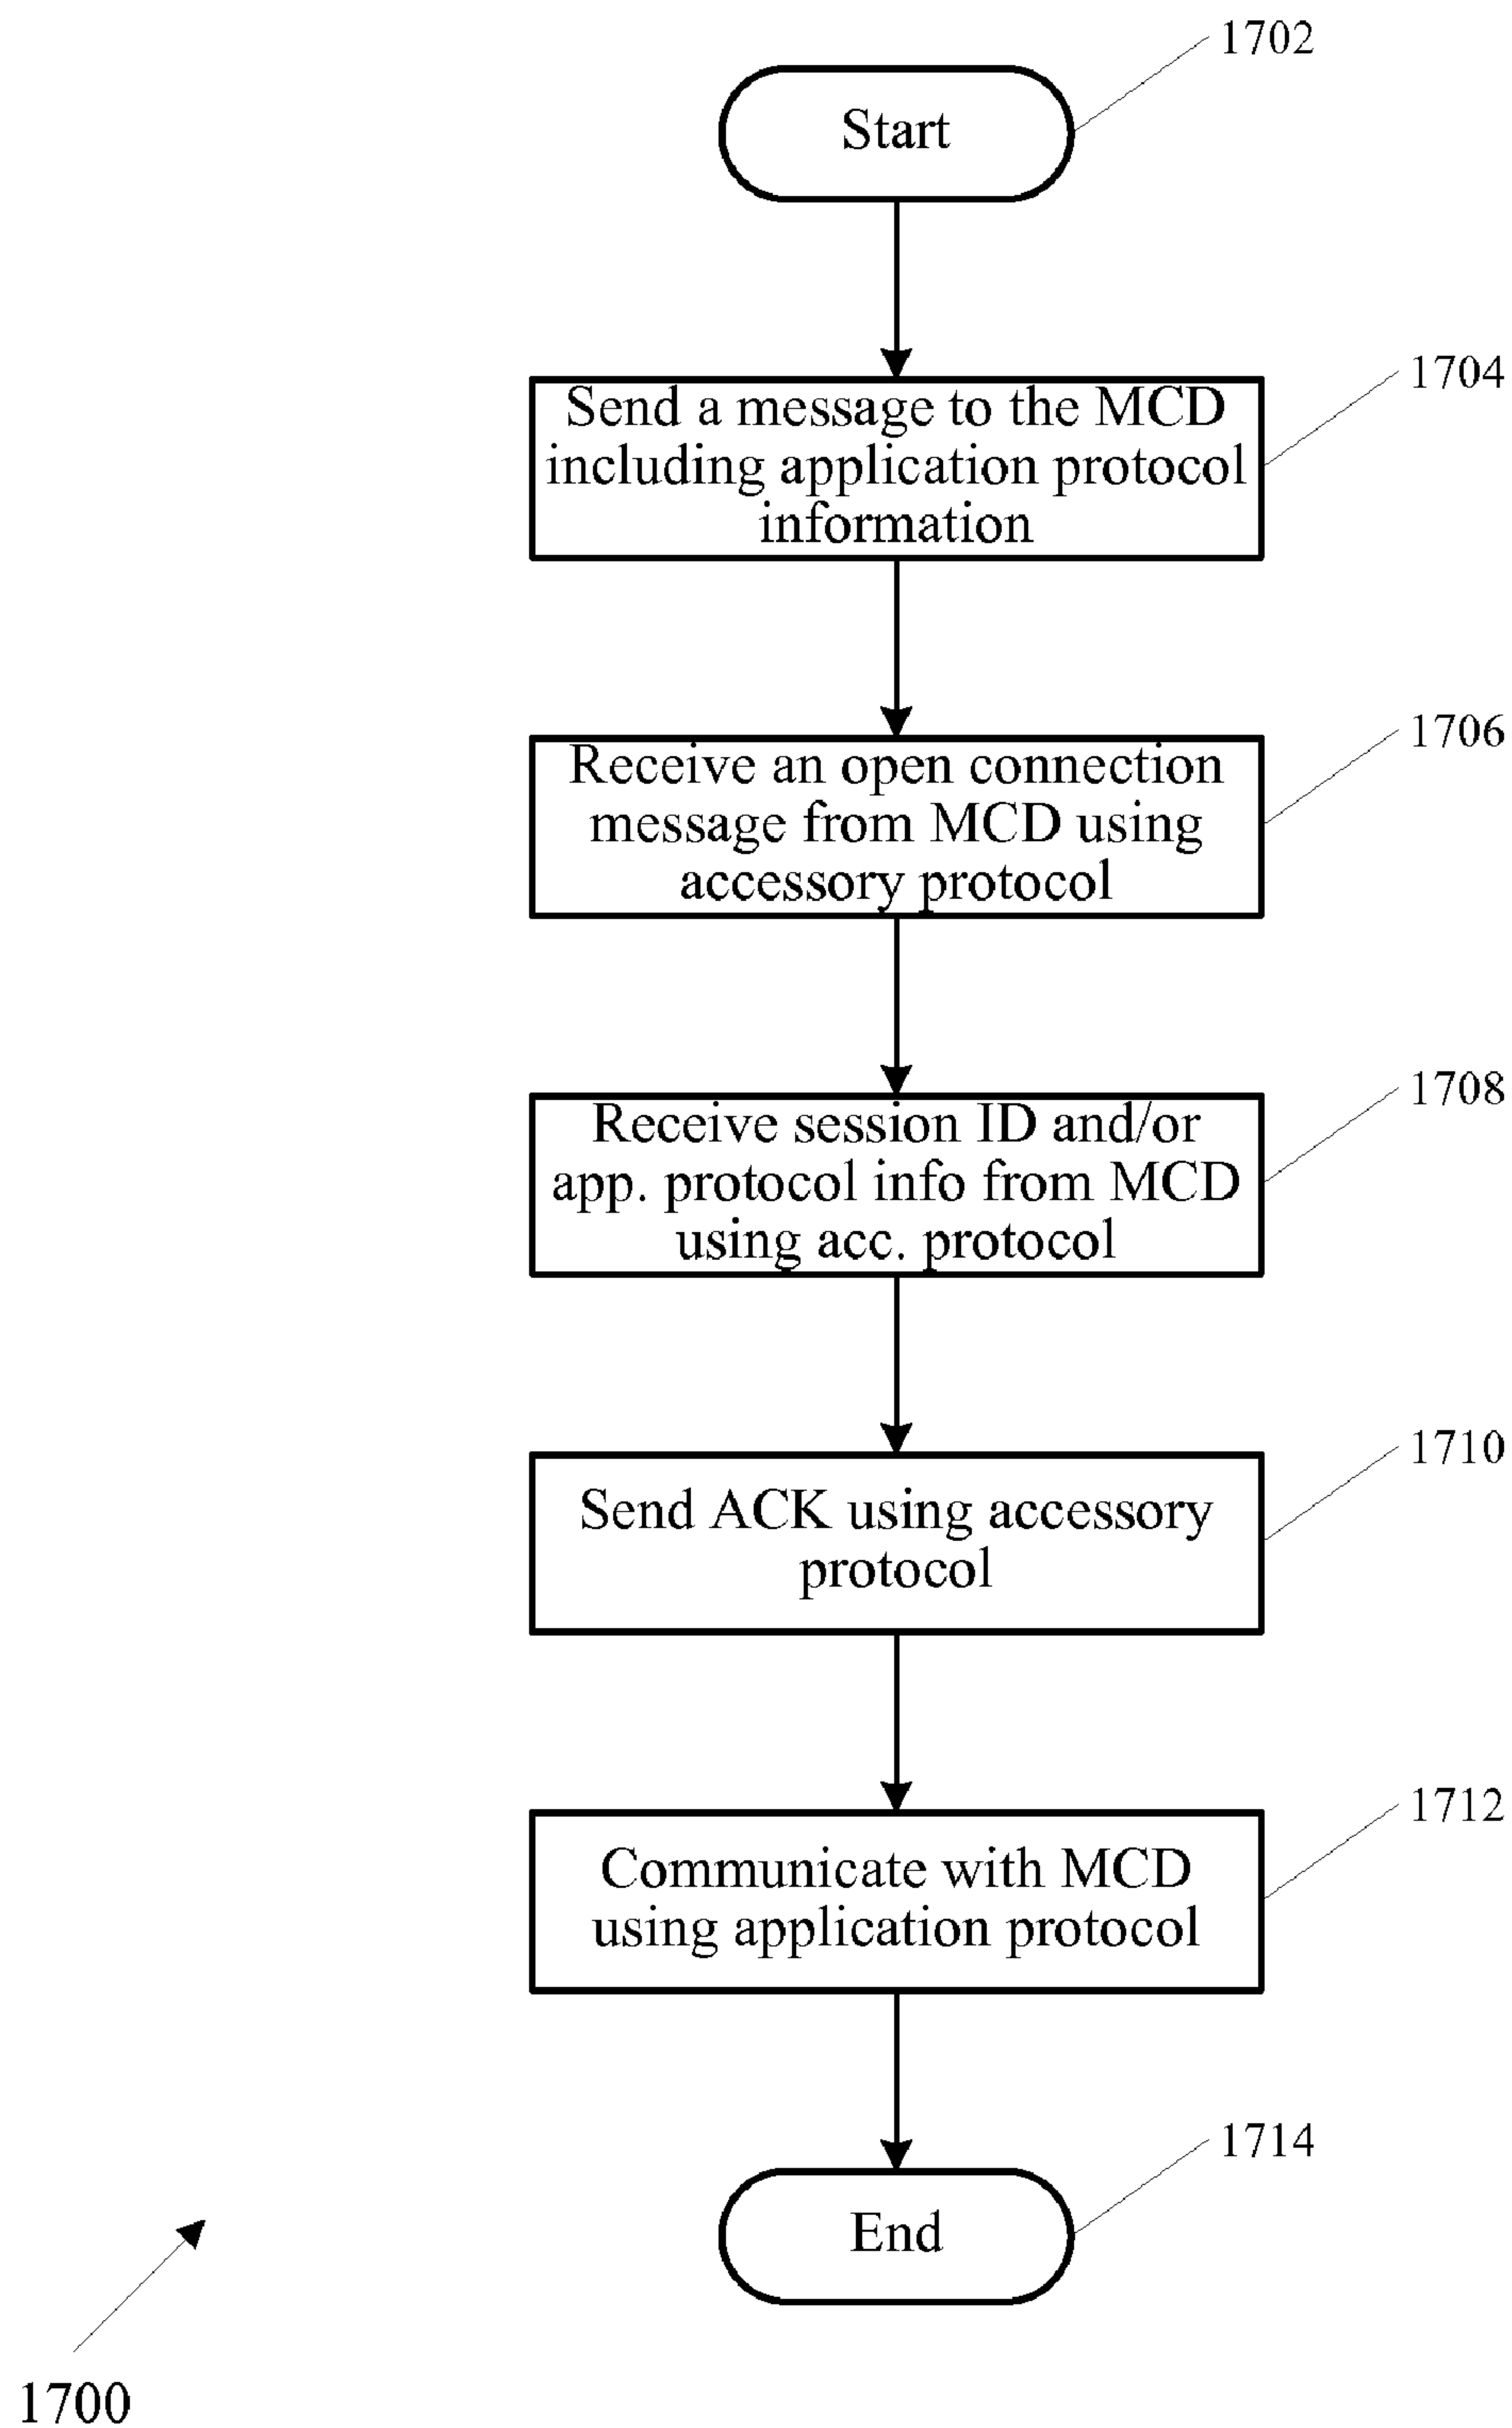 1702
Start
1704
Send a message to the MCD
including application protocol
information
1706
Receive an open connection
message from MCD using
accessory protocol
1708
Receive session ID and/or
app. protocol info from MCD
using acc. protocol
1710
Send ACK using accessory
protocol
1712
Communicate with MCD
using application protocol
1714
End
1700